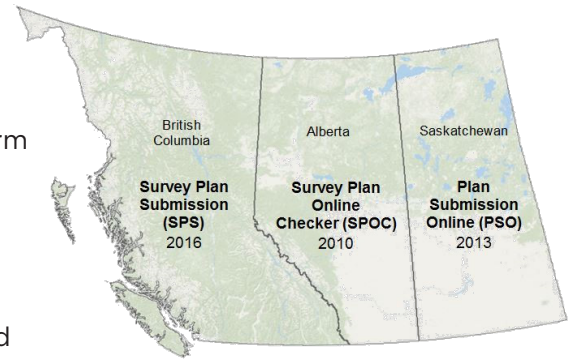 rm
d
British
Columbia
Survey Plan
Submission
(SPS)
2016
Alberta
Survey Plan
Online
Checker (SPOC)
2010
Saskatchewan
Plan
Submission
Online (PSO)
2013